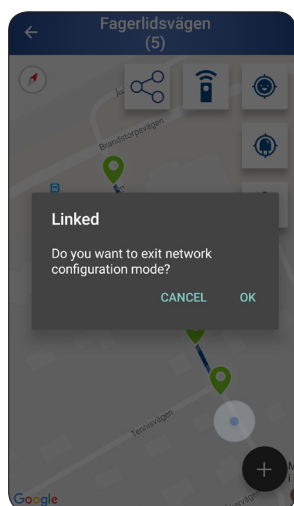 Fagerlidsvägen
(5)
Brandstorpsvägen
Linked
Do you want to exit network
configuration mode?
CANCEL
OK
Tennisvägen
Google